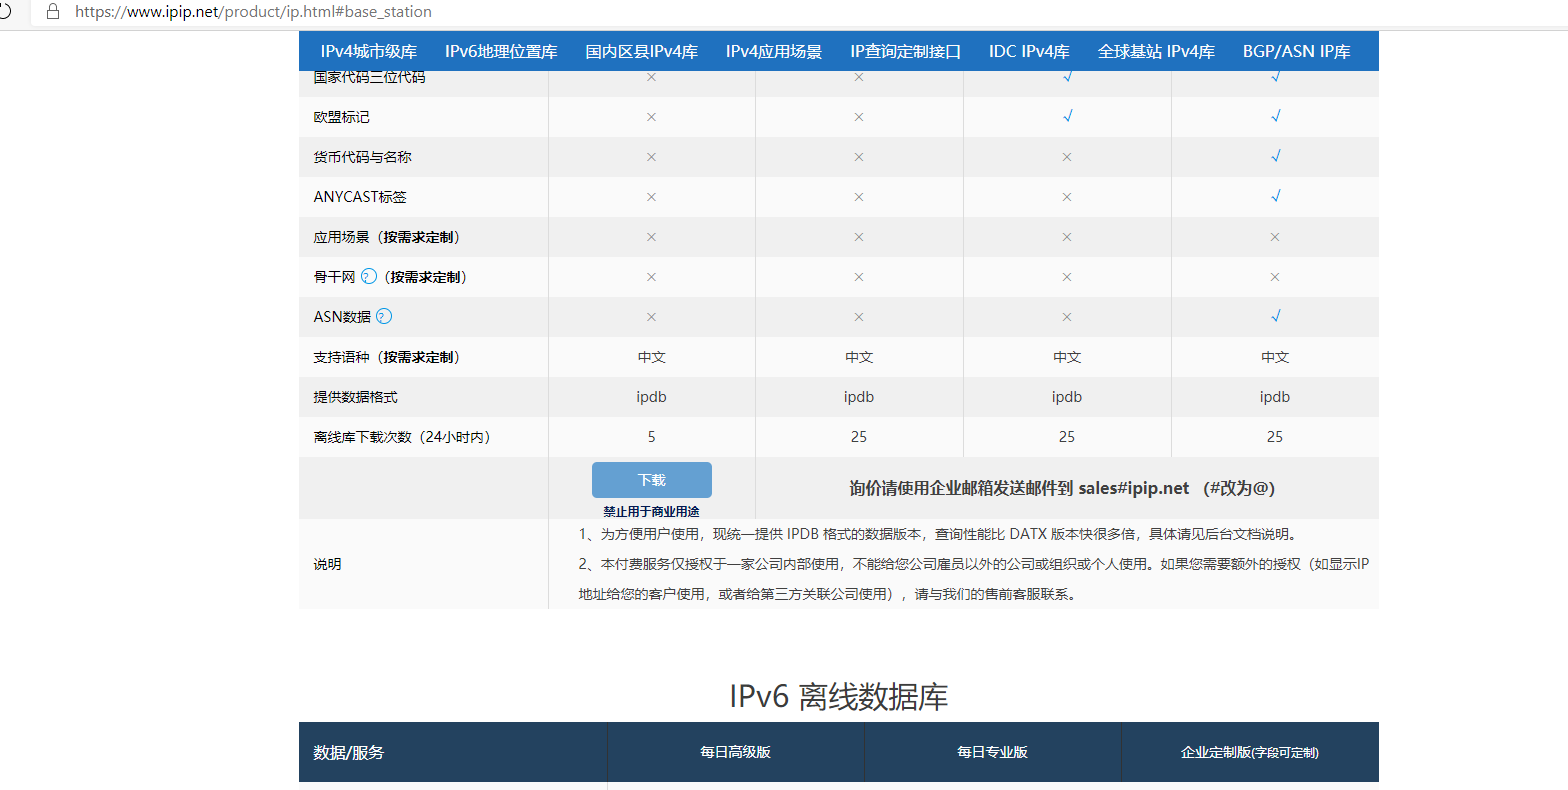 https://www.ipip.net/product/ip.html#base_station
IPv4城市级库 IPv6地理位置库 国内区县IPv4库 IPv4应用场景 IP查询定制接口 IDC IPv4库 全球基站 IPv4库 BGP/ASN IP库
国家代码三位代码 × × √ √
欧盟标记 × × √ √
货币代码与名称 × × × √
ANYCAST标签 × × × √
应用场景（按需求定制） × × × ×
骨干网 ?（按需求定制） × × × ×
ASN数据 ? × × × √
支持语种（按需求定制） 中文 中文 中文 中文
提供数据格式 ipdb ipdb ipdb ipdb
离线库下载次数（24小时内） 5 25 25 25
下载
禁止用于商业用途
询价请使用企业邮箱发送邮件到 sales#ipip.net （#改为@）
说明
1、为方便用户使用，现统一提供 IPDB 格式的数据版本，查询性能比 DATX 版本快很多倍，具体请见后台文档说明。
2、本付费服务仅授权于一家公司内部使用，不能给您公司雇员以外的公司或组织或个人使用。如果您需要额外的授权（如显示IP
地址给您的客户使用，或者给第三方关联公司使用），请与我们的售前客服联系。
IPv6 离线数据库
数据/服务 每日高级版 每日专业版 企业定制版(字段可定制)